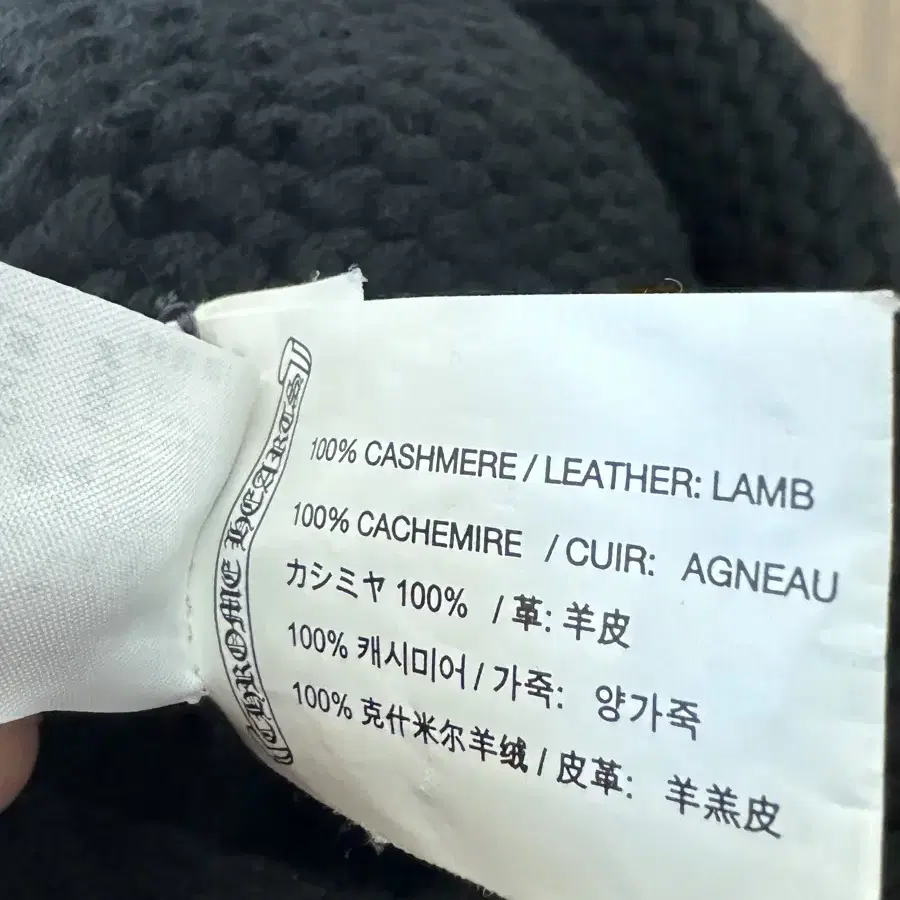 CHROME HEARTS
100% CASHMERE / LEATHER: LAMB
100% CACHEMIRE / CUIR: AGNEAU
カシミヤ 100% / 革: 羊皮
100% 캐시미어 / 가죽: 양가죽
100% 克什米尔羊绒 / 皮革: 羊羔皮